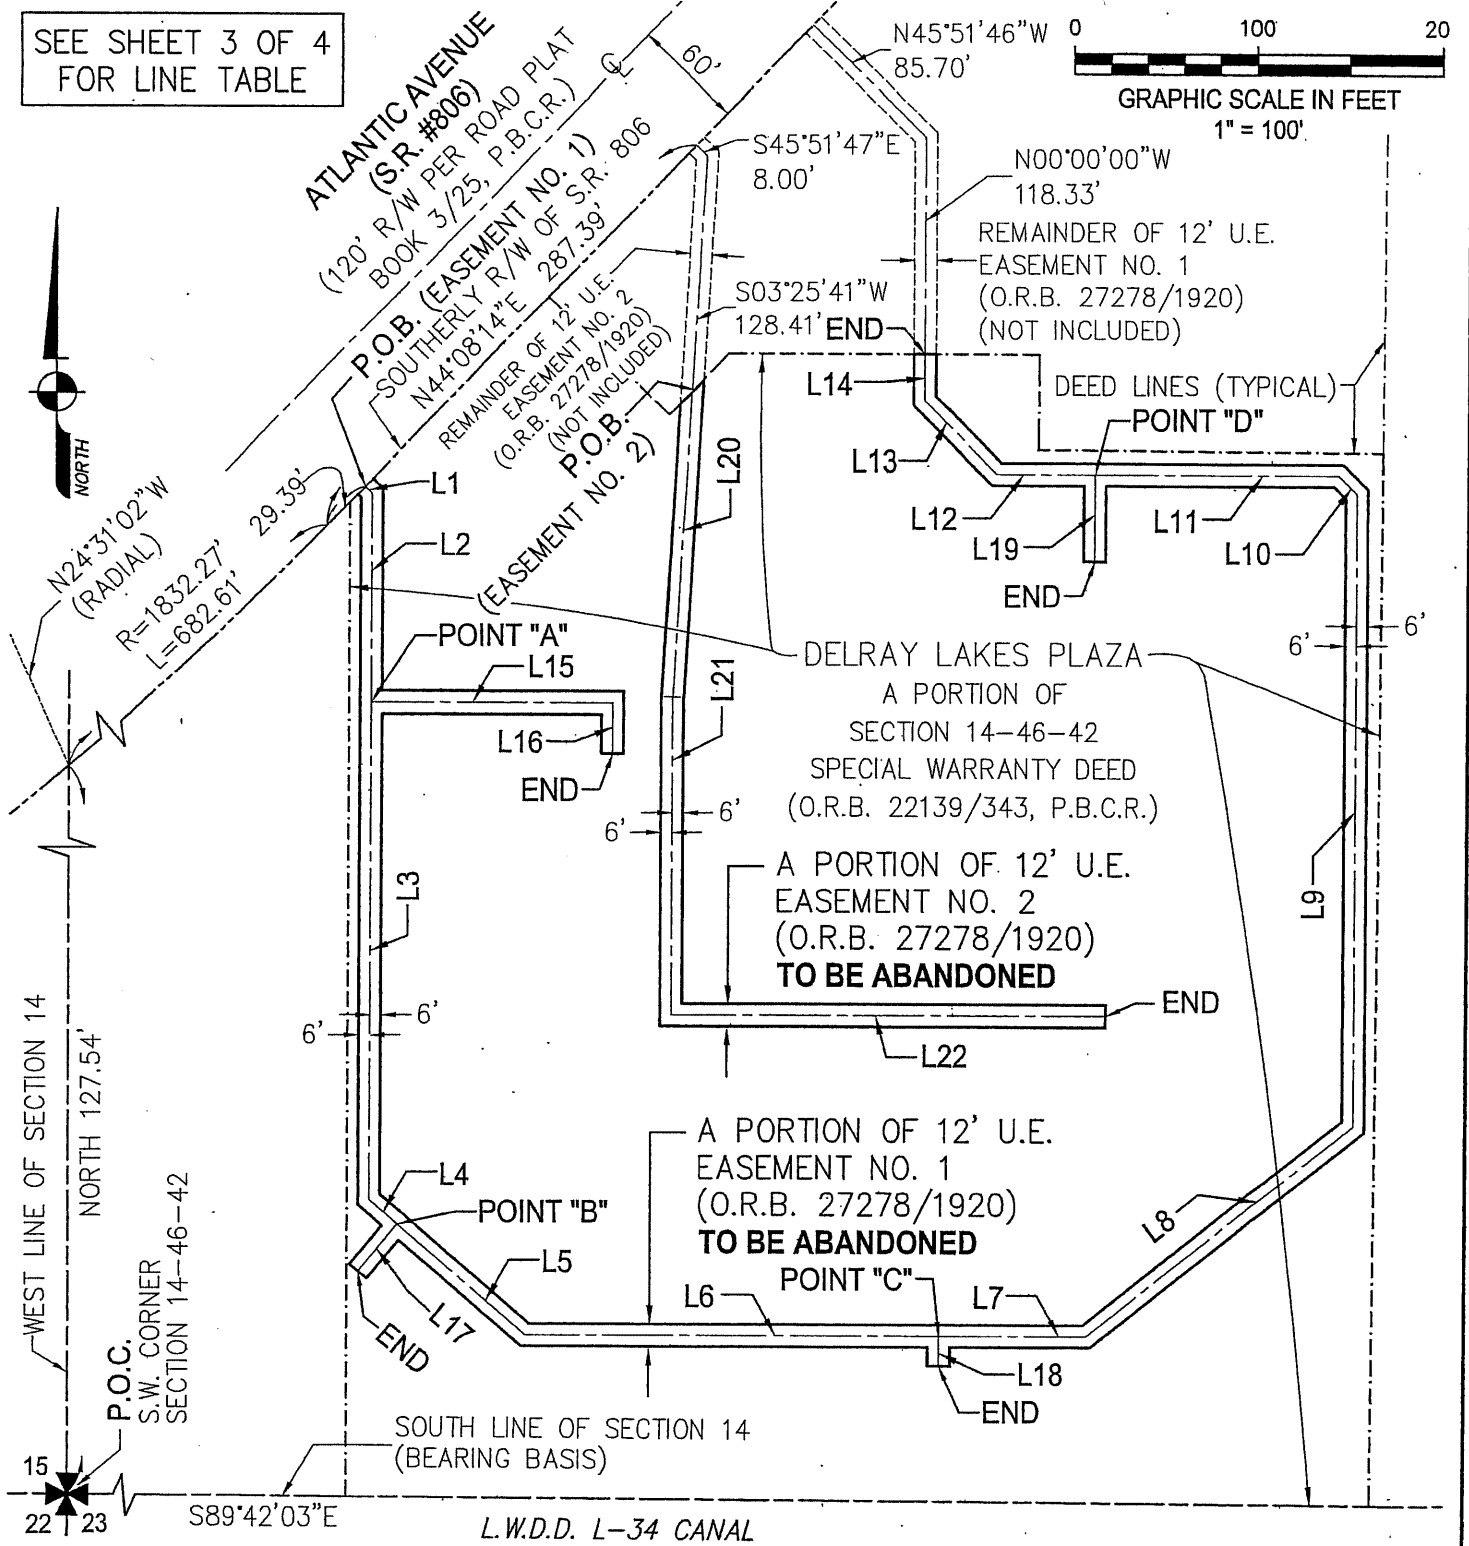 SEE SHEET 3 OF 4
FOR LINE TABLE
ATLANTIC AVENUE
(S.R. #806)
(120' R/W PER ROAD PLAT
BOOK 3/25, P.B.C.R.)
60'
N45°51'46"W
85.70'
0 100 20
GRAPHIC SCALE IN FEET
1" = 100'
P.O.B. (EASEMENT NO. 1)
SOUTHERLY R/W OF S.R. 806
N44°08'14"E 287.39'
S45°51'47"E
8.00'
N00°00'00"W
118.33'
REMAINDER OF 12' U.E.
EASEMENT NO. 1
(O.R.B. 27278/1920)
(NOT INCLUDED)
REMAINDER OF 12' U.E.
EASEMENT NO. 2
(O.R.B. 27278/1920)
(NOT INCLUDED)
S03°25'41"W
128.41'
END
P.O.B.
(EASEMENT NO. 2)
L14
DEED LINES (TYPICAL)
POINT "D"
NORTH
L13
L20
L1
29.39'
N24°31'02"W
(RADIAL)
R=1832.27'
L=682.61'
L12
L11
L19
L10
L2
END
POINT "A"
L15
6'
6'
L21
DELRAY LAKES PLAZA
A PORTION OF
SECTION 14-46-42
SPECIAL WARRANTY DEED
(O.R.B. 22139/343, P.B.C.R.)
L16
END
6'
6'
L3
A PORTION OF 12' U.E.
EASEMENT NO. 2
(O.R.B. 27278/1920)
TO BE ABANDONED
L9
END
L22
6'
6'
WEST LINE OF SECTION 14
NORTH 127.54'
A PORTION OF 12' U.E.
EASEMENT NO. 1
(O.R.B. 27278/1920)
TO BE ABANDONED
L4
POINT "B"
L8
L5
POINT "C"
L6
L7
L17
END
L18
END
P.O.C.
S.W. CORNER
SECTION 14-46-42
SOUTH LINE OF SECTION 14
(BEARING BASIS)
15
22 23
S89°42'03"E
L.W.D.D. L-34 CANAL